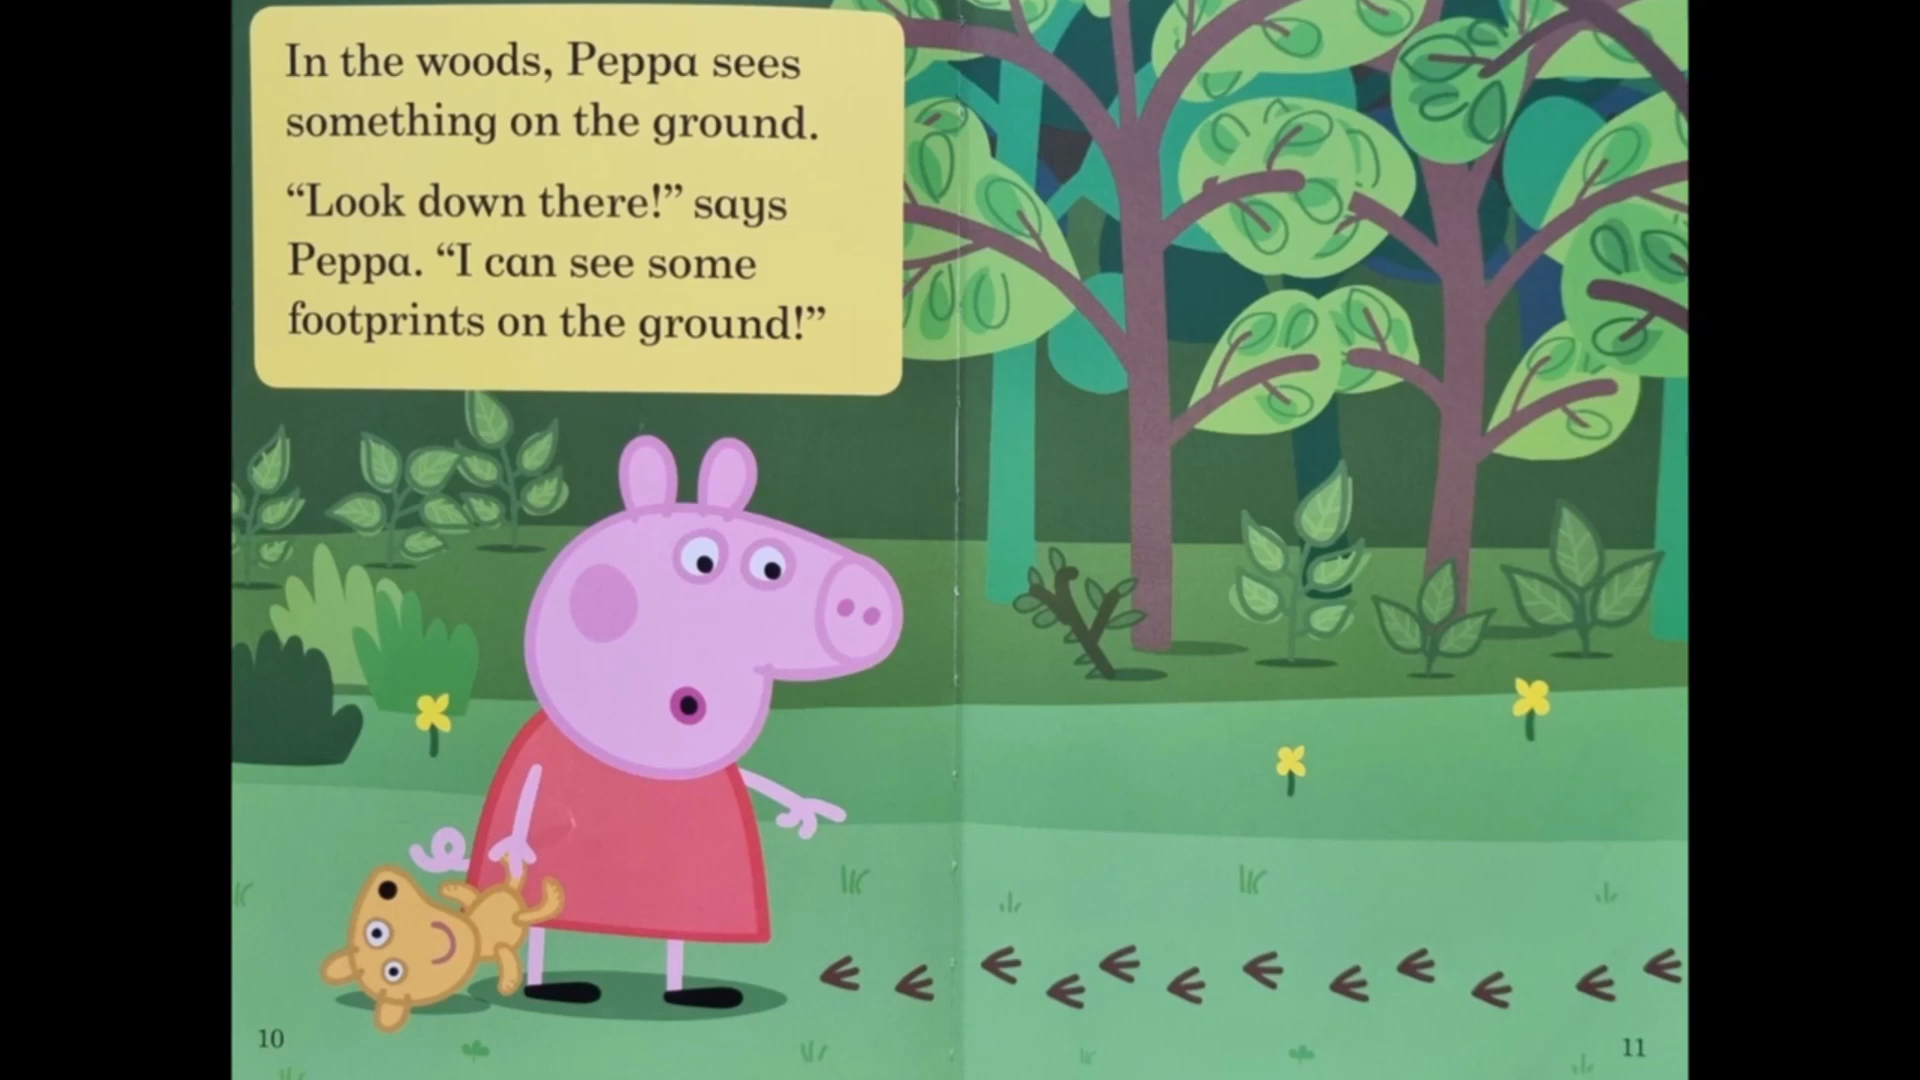 In the woods, Peppa sees
something on the ground.
“Look down there!” says
Peppa. “I can see some
footprints on the ground!”
10
11